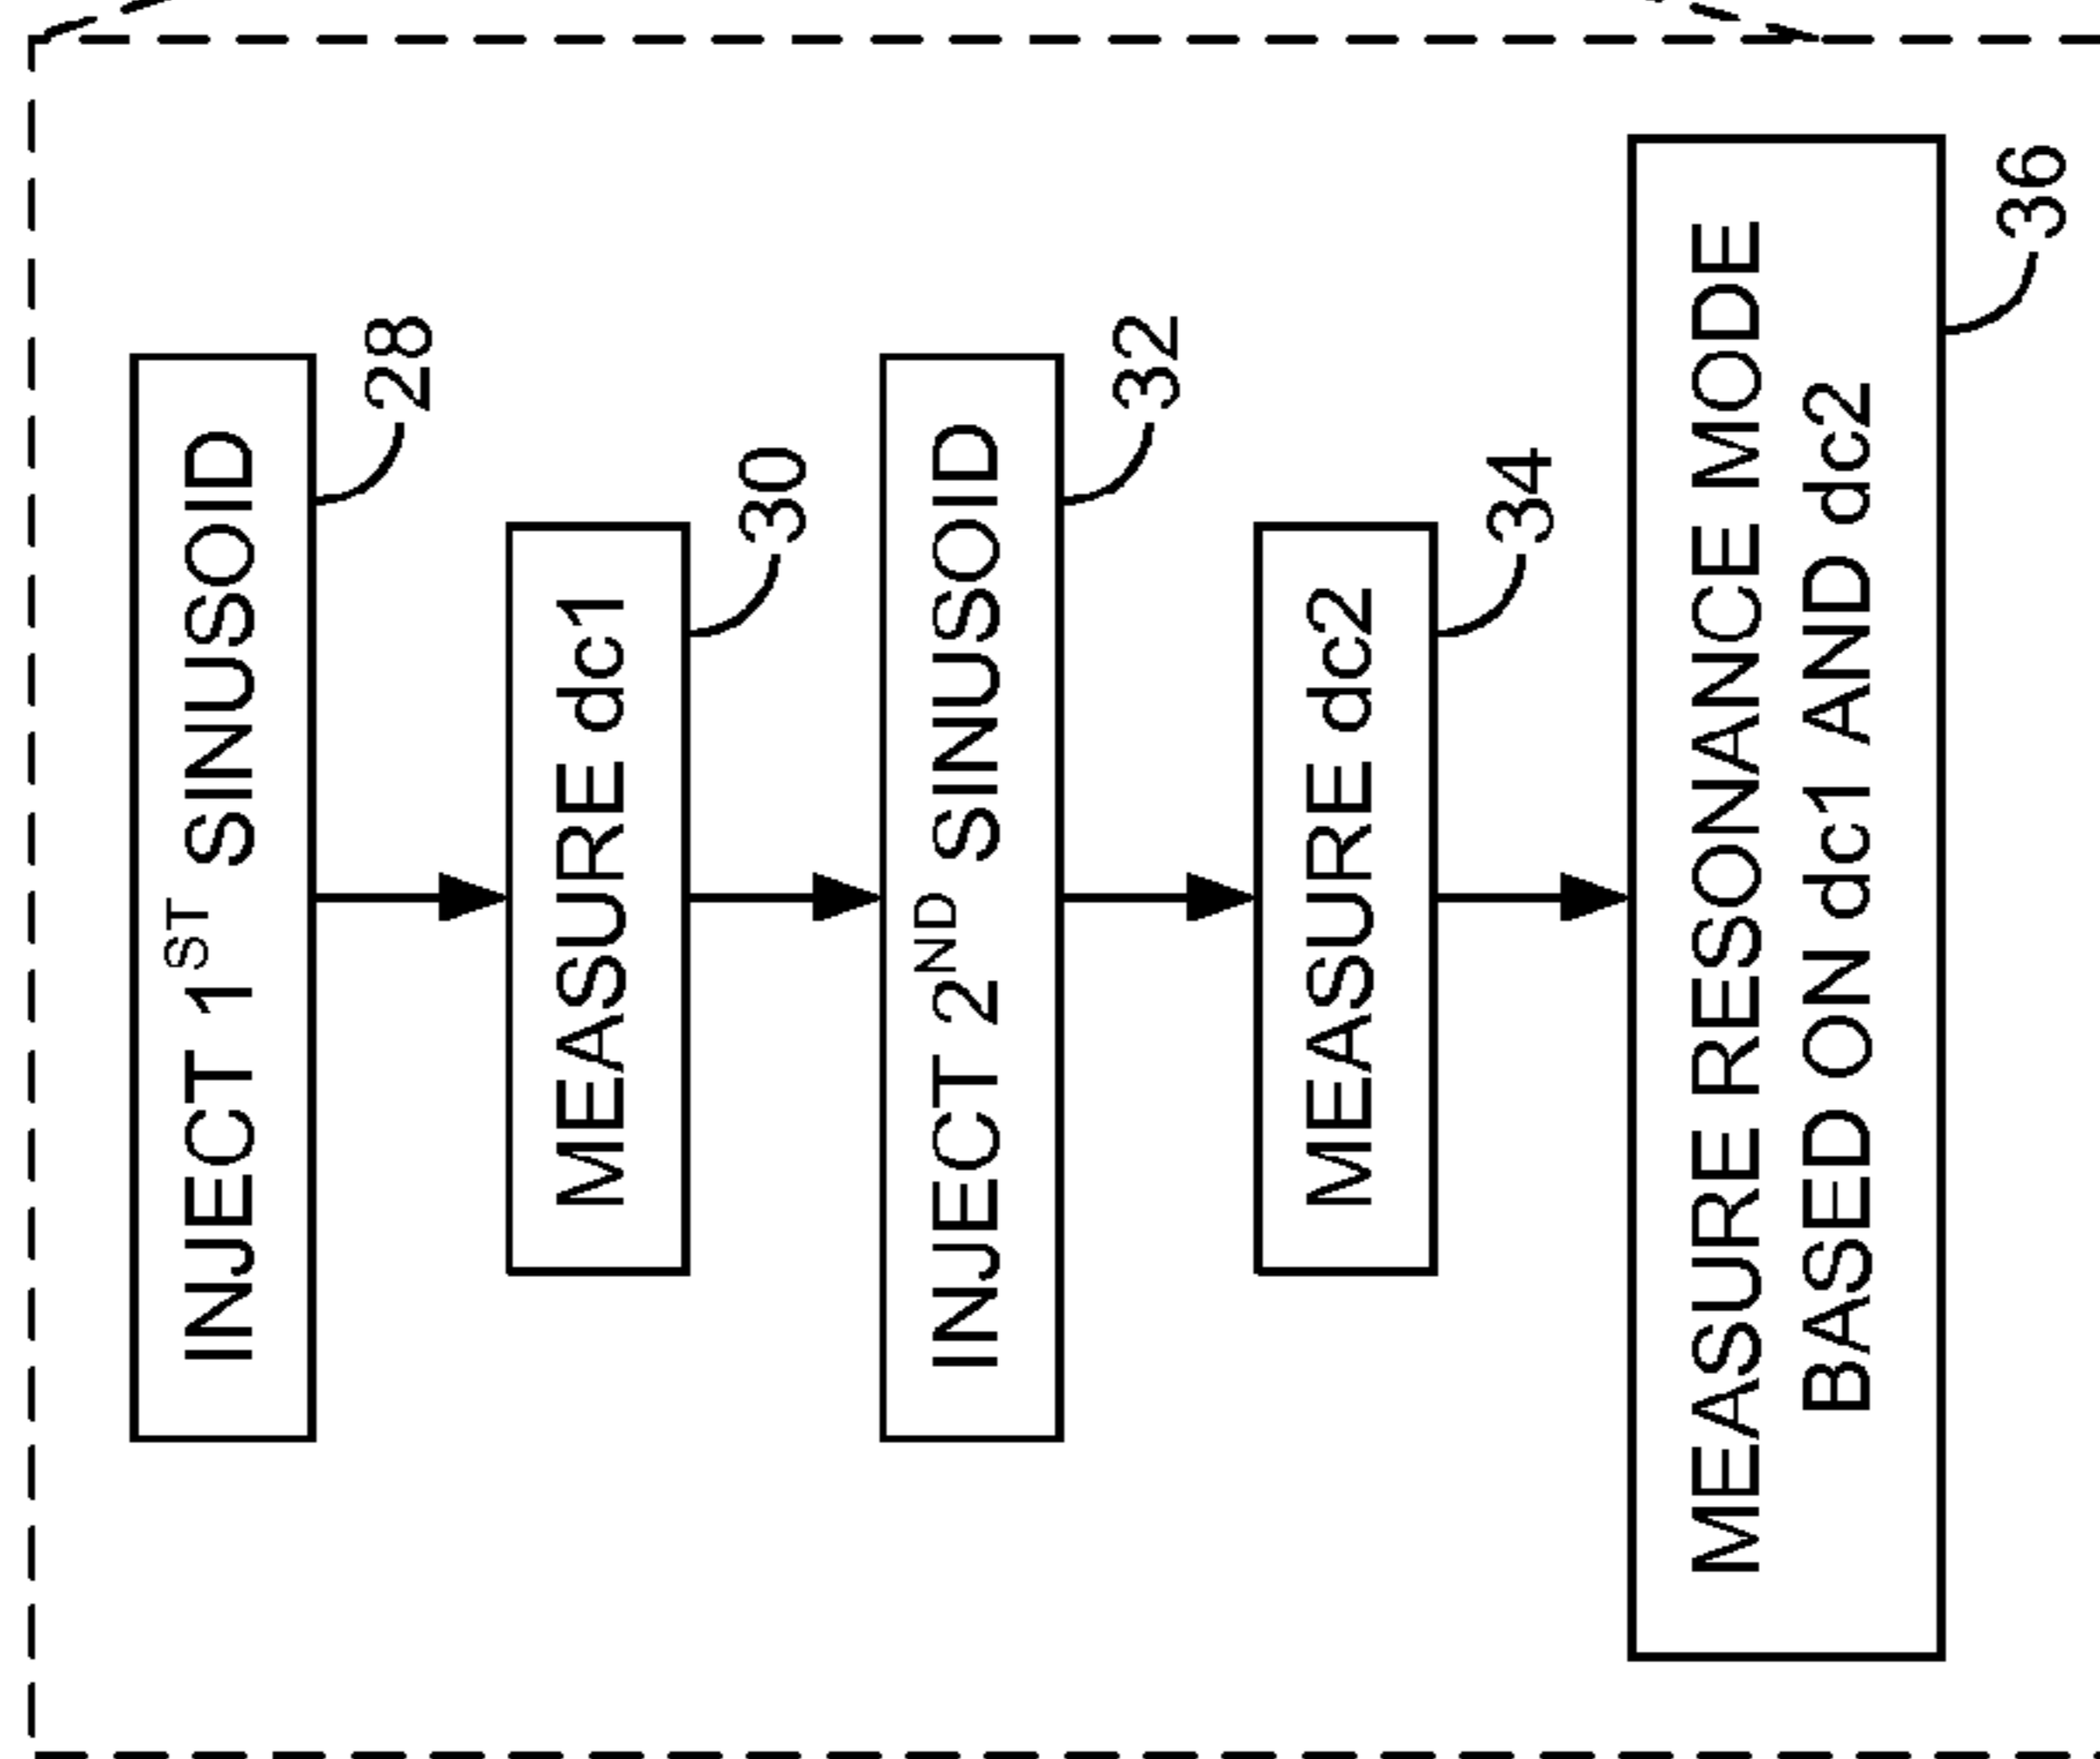 INJECT 1ST SINUSOID
28
MEASURE dc1
30
INJECT 2ND SINUSOID
32
MEASURE dc2
34
MEASURE RESONANCE MODE
BASED ON dc1 AND dc2
36